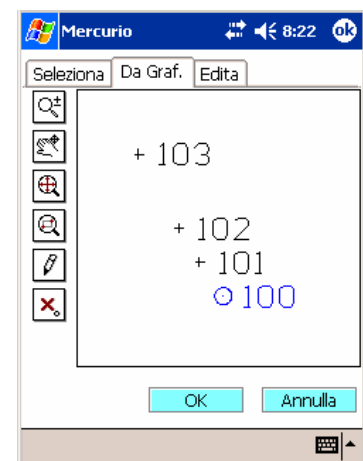 Mercurio 8:22 ok
Seleziona Da Graf. Edita
+ 103
+ 102
+ 101
100
OK Annulla